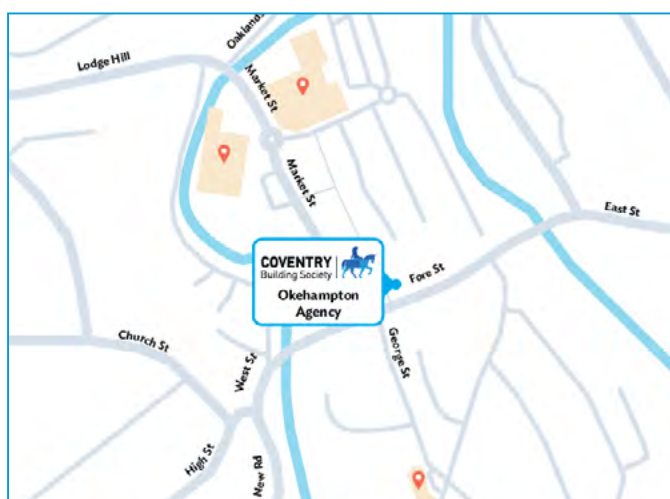 Oaklands
Lodge Hill
Market St
Market St
East St
COVENTRY
Building Society
Okehampton
Agency
Fore St
Church St
West St
George St
High St
New Rd